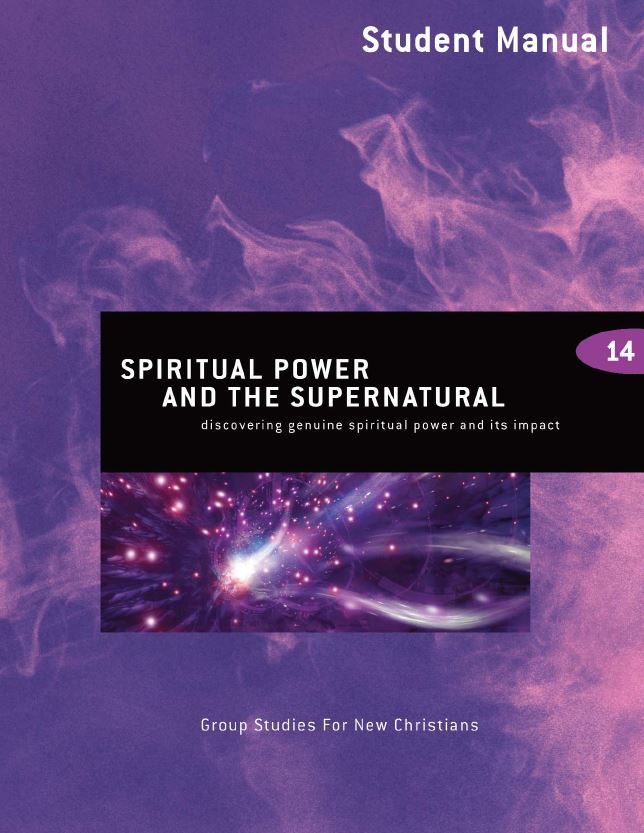 Student Manual
14
SPIRITUAL POWER
AND THE SUPERNATURAL
discovering genuine spiritual power and its impact
Group Studies For New Christians